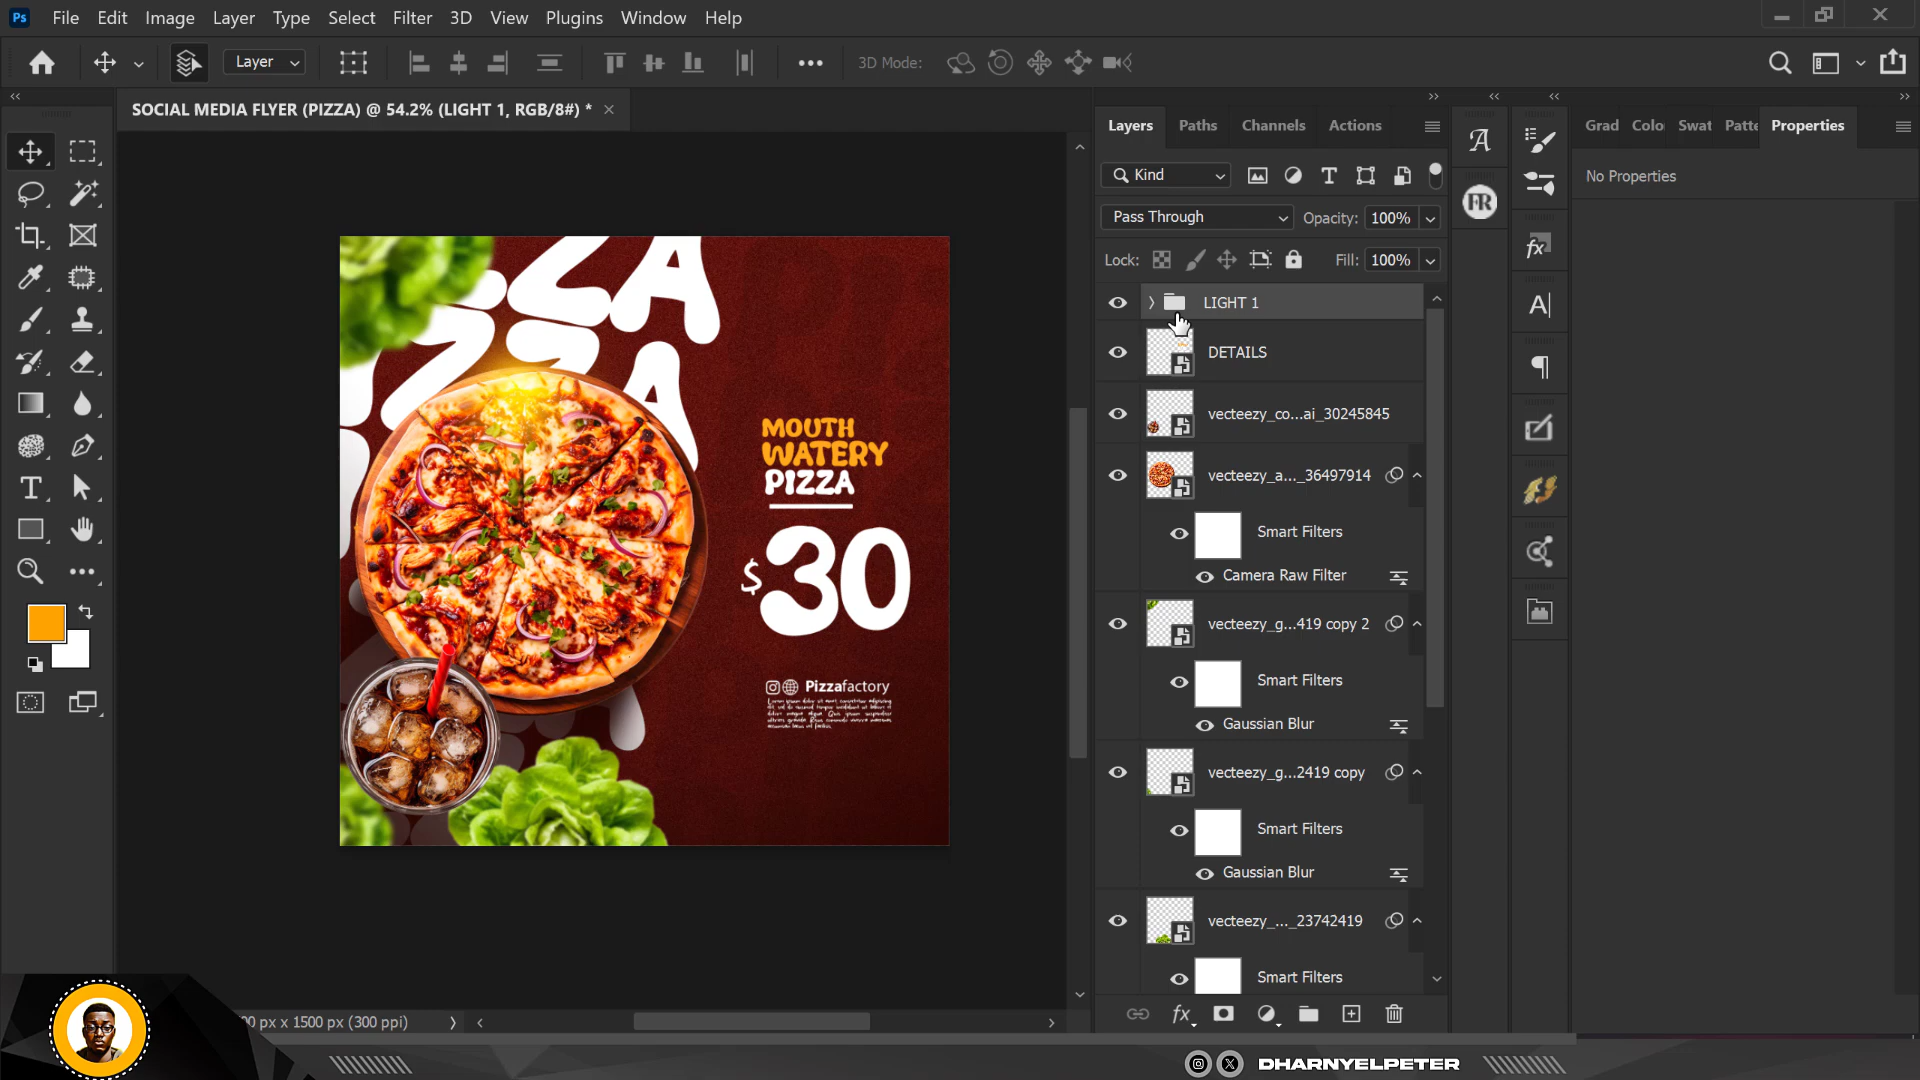 Ps File Edit Image Layer Type Select Filter 3D View Plugins Window Help
Layer
3D Mode:
SOCIAL MEDIA FLYER (PIZZA) @ 54.2% (LIGHT 1, RGB/8#) *
Layers Paths Channels Actions
Grad Colo Swat Patte Properties
Kind
No Properties
Pass Through Opacity: 100%
Lock: Fill: 100%
LIGHT 1
DETAILS
vecteezy_co...ai_30245845
vecteezy_a..._36497914
Smart Filters
Camera Raw Filter
vecteezy_g...419 copy 2
Smart Filters
Gaussian Blur
vecteezy_g...2419 copy
Smart Filters
Gaussian Blur
vecteezy_..._23742419
Smart Filters
MOUTH
WATERY
PIZZA
$30
Pizzafactory
00 px x 1500 px (300 ppi)
FR
fx
DHARNYELPETER